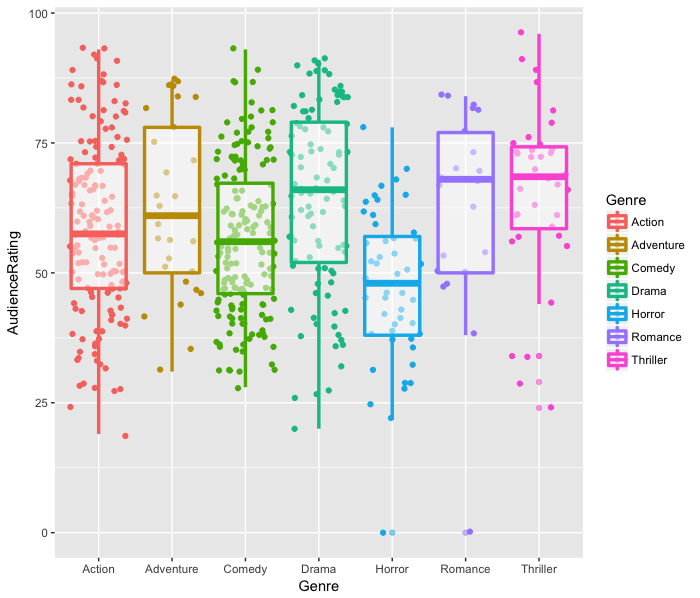 100
75
50
25
0
AudienceRating
Action Adventure Comedy Drama Horror Romance Thriller
Genre
Genre
Action
Adventure
Comedy
Drama
Horror
Romance
Thriller